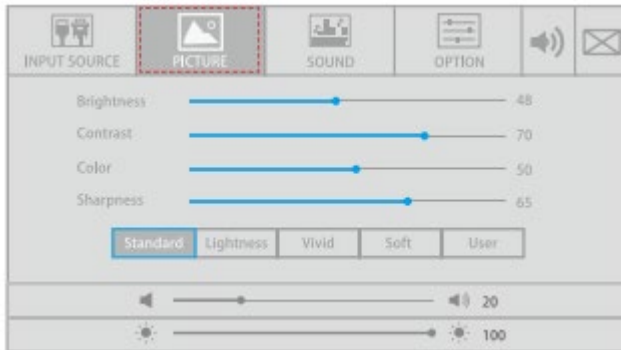 INPUT SOURCE PICTURE SOUND OPTION
Brightness 48
Contrast 70
Color 50
Sharpness 65
Standard Lightness Vivid Soft User
20
100